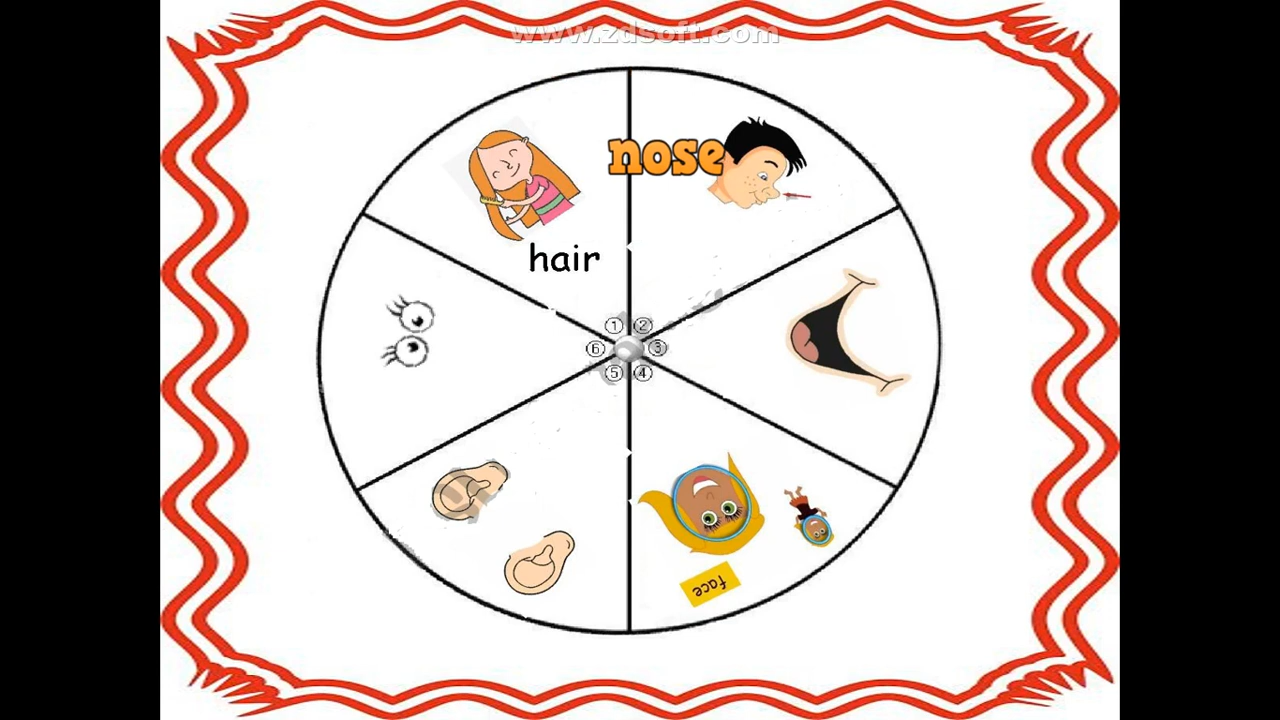 www.zdsoft.com
nose
hair
① ②
⑥ ③
⑤ ④
face